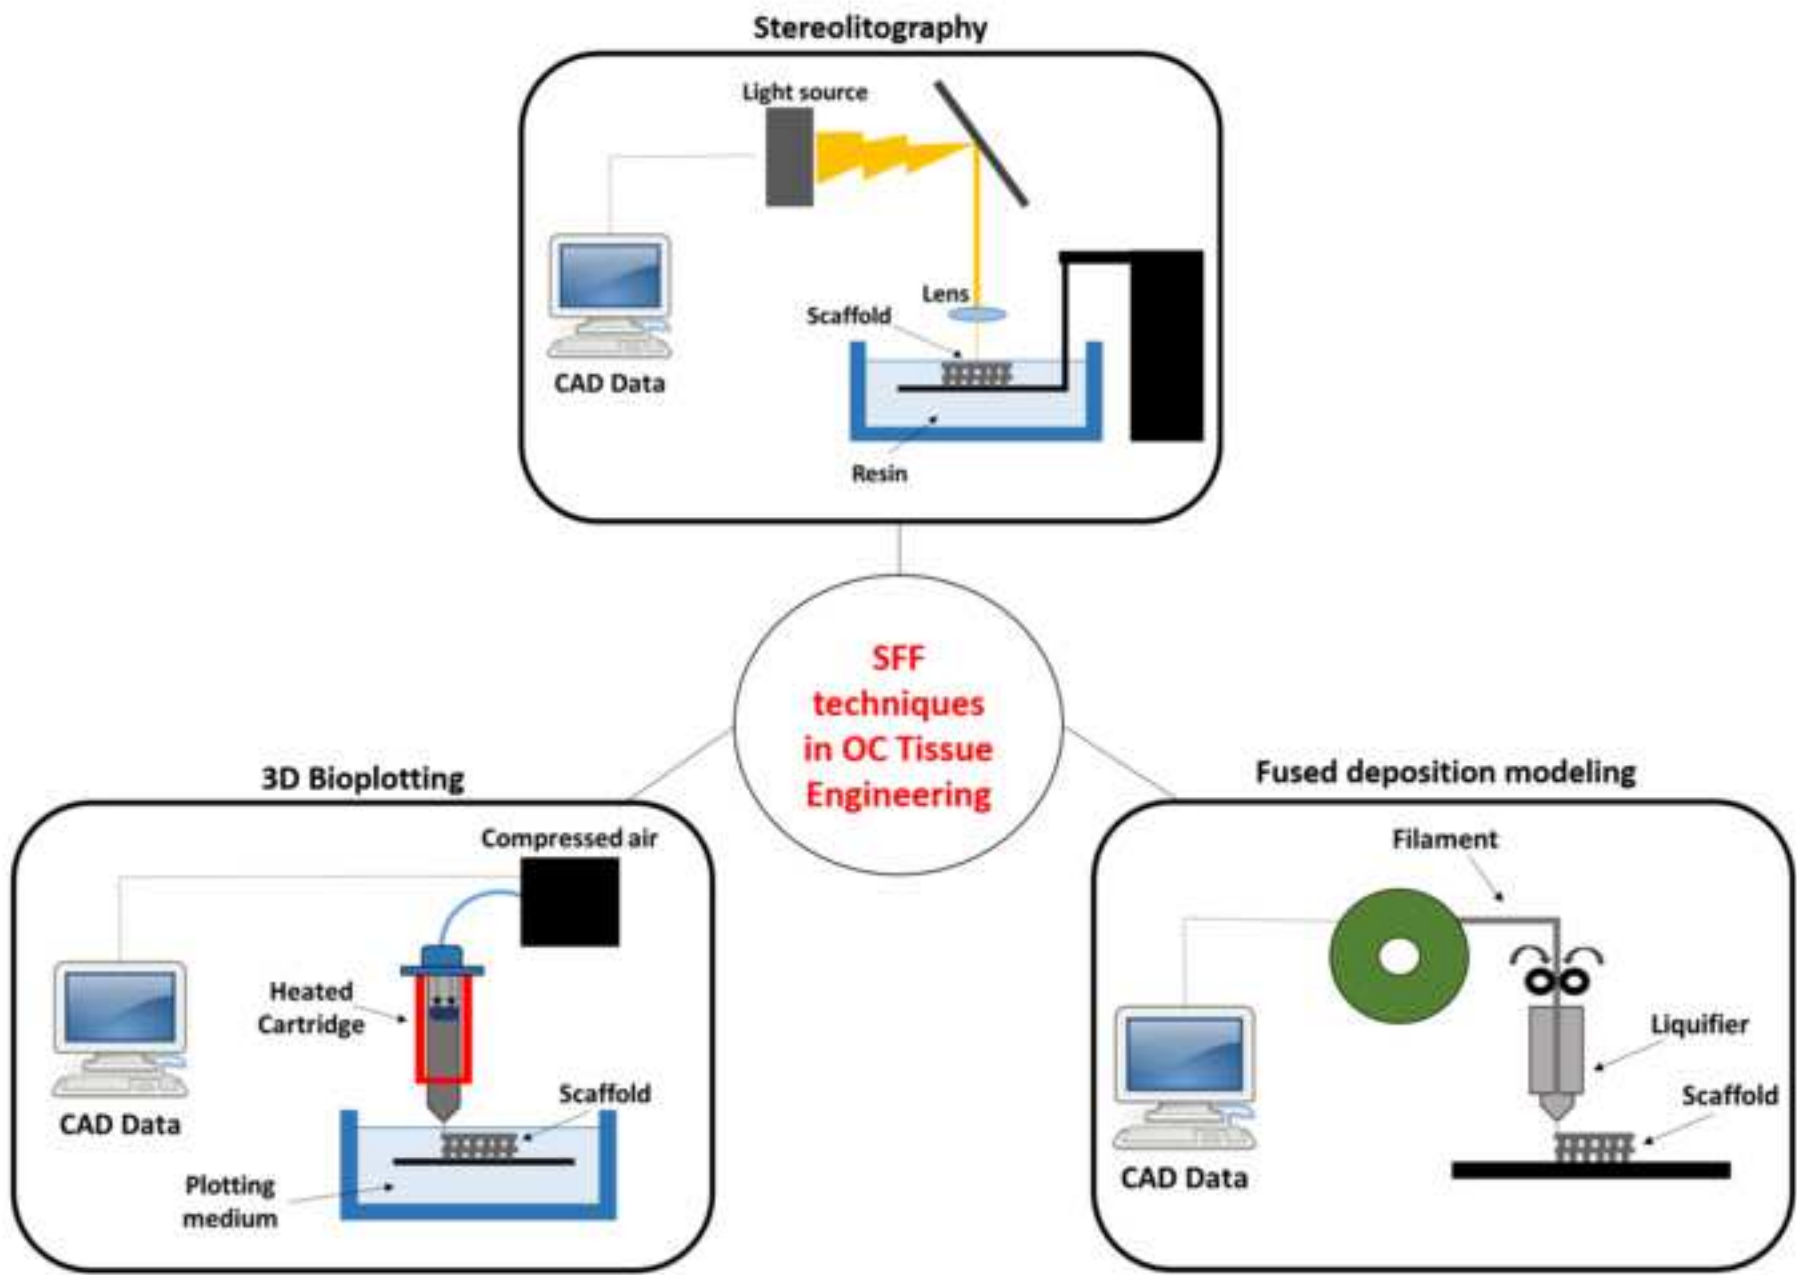 Stereolitography
Light source
Lens
Scaffold
CAD Data
Resin
SFF
techniques
in OC Tissue
Engineering
3D Bioplotting
Compressed air
Heated
Cartridge
Scaffold
CAD Data
Plotting
medium
Fused deposition modeling
Filament
Liquifier
Scaffold
CAD Data